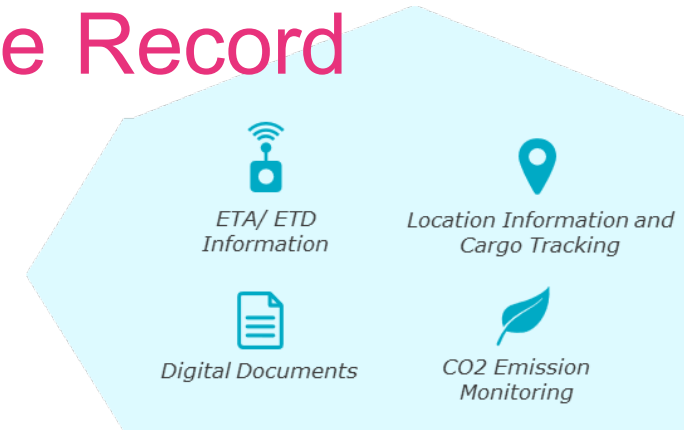 e Record
ETA/ ETD
Information
Location Information and
Cargo Tracking
Digital Documents
CO2 Emission
Monitoring